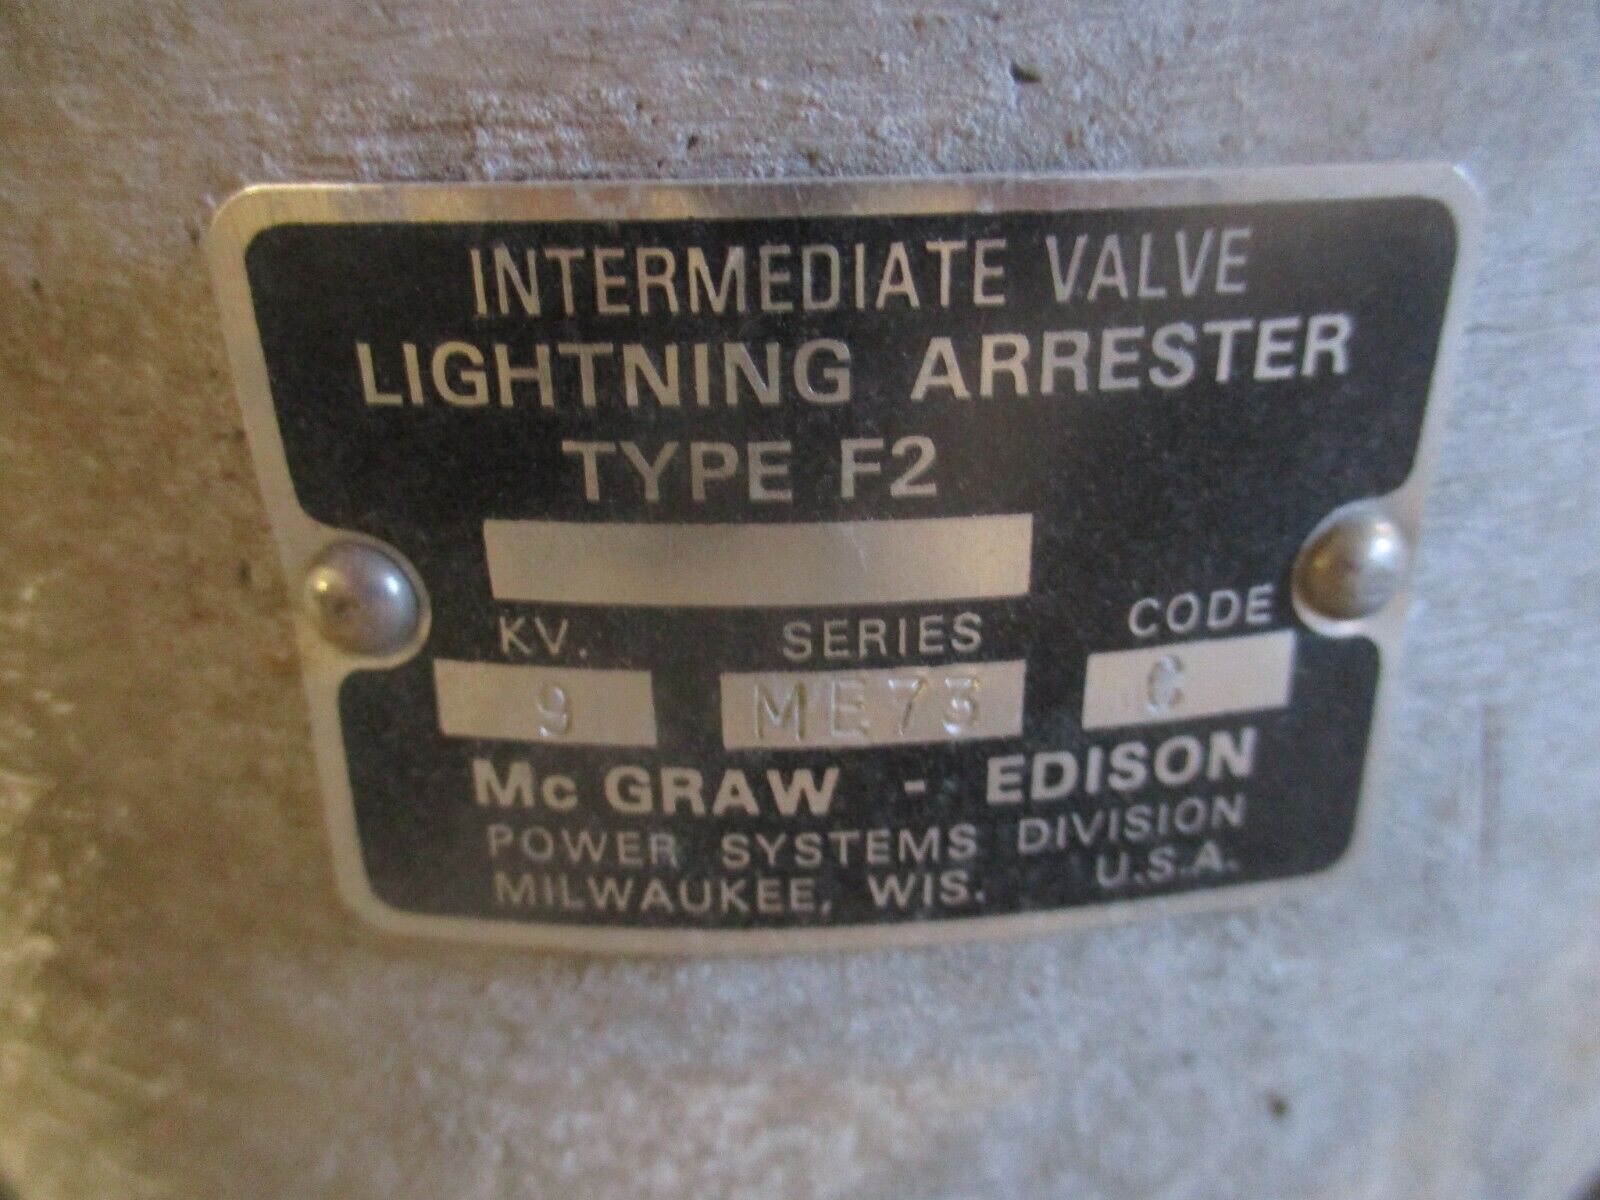 INTERMEDIATE VALVE
LIGHTNING ARRESTER
TYPE F2
KV. SERIES CODE
9 ME73 C
Mc GRAW - EDISON
POWER SYSTEMS DIVISION
MILWAUKEE, WIS. U.S.A.